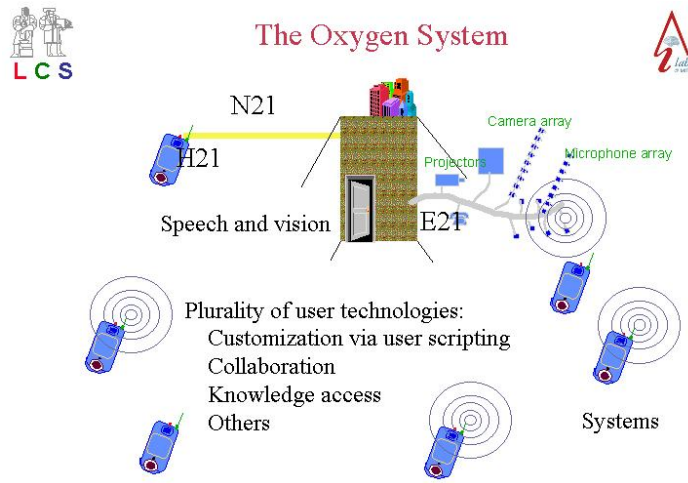 The Oxygen System
L C S
N21
H21
Camera array
Microphone array
Projectors
Speech and vision
E21
Plurality of user technologies:
Customization via user scripting
Collaboration
Knowledge access
Others
Systems